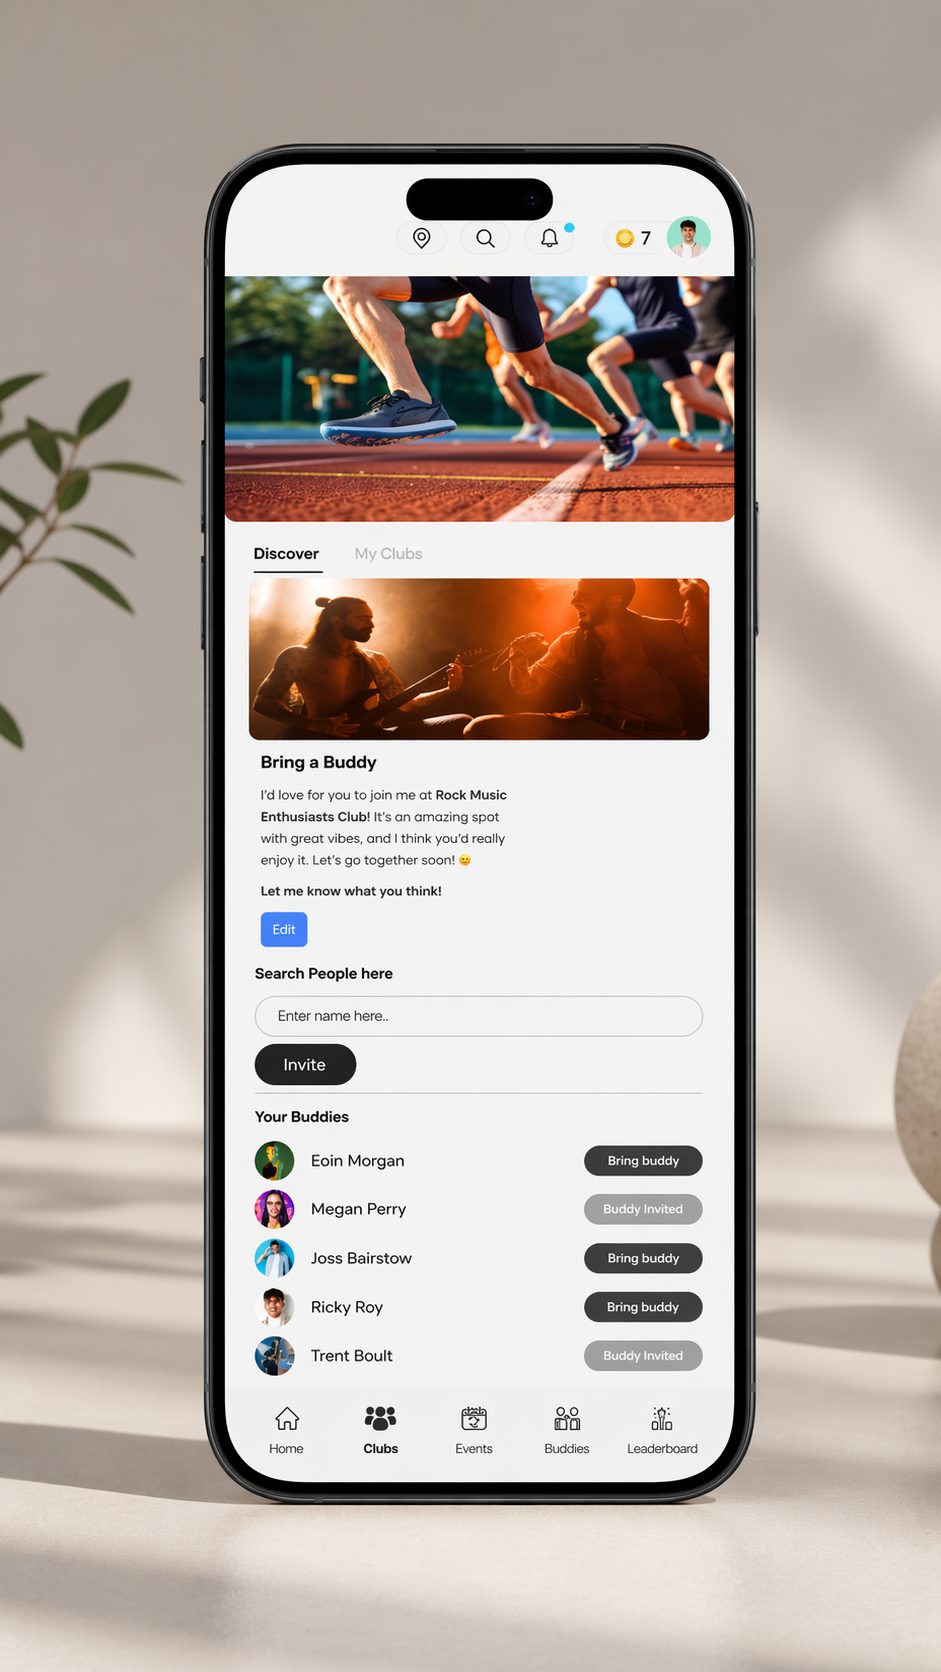 7
Discover
My Clubs
Bring a Buddy
I'd love for you to join me at Rock Music
Enthusiasts Club! It's an amazing spot
with great vibes, and I think you'd really
enjoy it. Let's go together soon! 😊
Let me know what you think!
Edit
Search People here
Enter name here..
Invite
Your Buddies
Eoin Morgan
Bring buddy
Megan Perry
Buddy Invited
Joss Bairstow
Bring buddy
Ricky Roy
Bring buddy
Trent Boult
Buddy Invited
Home
Clubs
Events
Buddies
Leaderboard